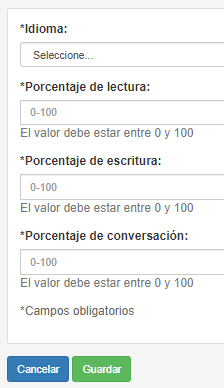 *Idioma:
Seleccione...
*Porcentaje de lectura:
0-100
El valor debe estar entre 0 y 100
*Porcentaje de escritura:
0-100
El valor debe estar entre 0 y 100
*Porcentaje de conversación:
0-100
El valor debe estar entre 0 y 100
*Campos obligatorios
Cancelar Guardar